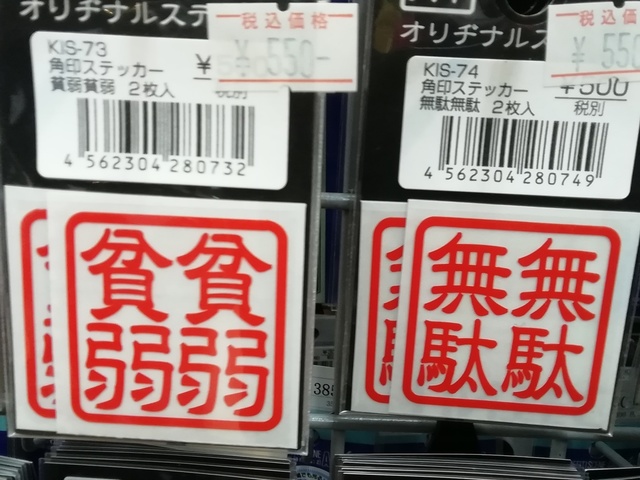 オリヂナルステ
税込価格
¥550-
KIS-73
角印ステッカー ¥
貧弱貧弱 2枚入 税別
4 562304 280732
貧貧
弱弱
オリヂナルス
税込価格
¥550
KIS-74
角印ステッカー ¥500
無駄無駄 2枚入 税別
4 562304 280749
無無
駄駄
385